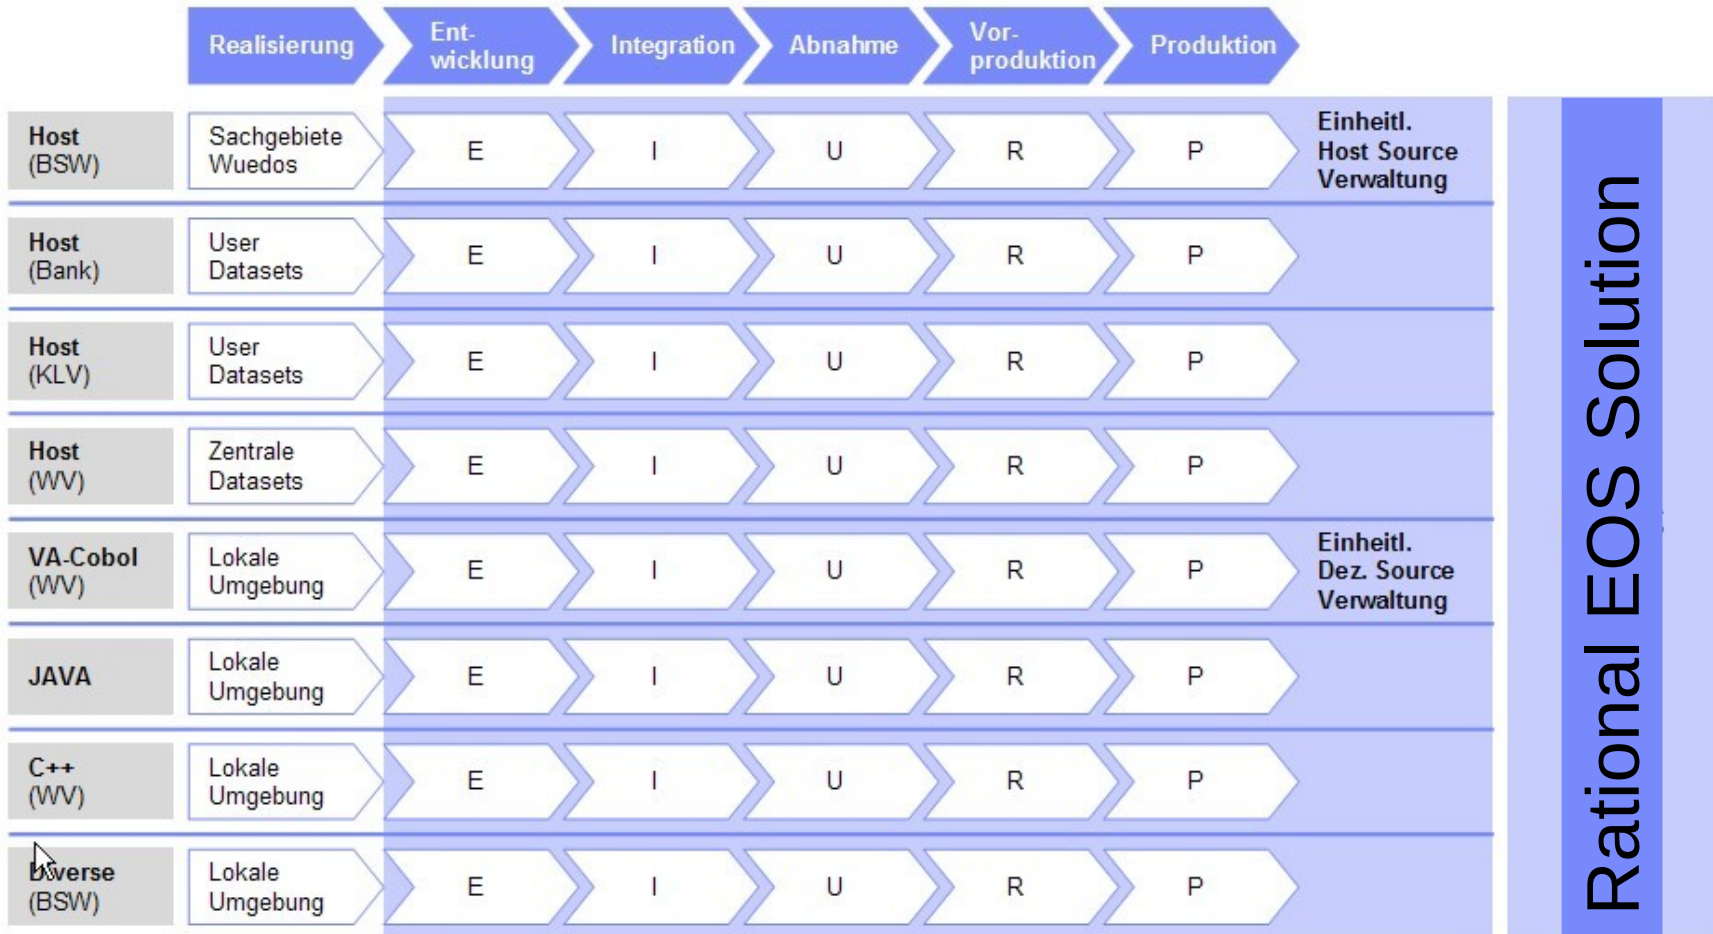 Realisierung
Ent-
wicklung
Integration
Abnahme
Vor-
produktion
Produktion
Host
(BSW)
Sachgebiete
Wuedos
E
I
U
R
P
Einheitl.
Host Source
Verwaltung
Host
(Bank)
User
Datasets
E
I
U
R
P
Host
(KLV)
User
Datasets
E
I
U
R
P
Host
(WV)
Zentrale
Datasets
E
I
U
R
P
VA-Cobol
(WV)
Lokale
Umgebung
E
I
U
R
P
Einheitl.
Dez. Source
Verwaltung
JAVA
Lokale
Umgebung
E
I
U
R
P
C++
(WV)
Lokale
Umgebung
E
I
U
R
P
Diverse
(BSW)
Lokale
Umgebung
E
I
U
R
P
Rational EOS Solution